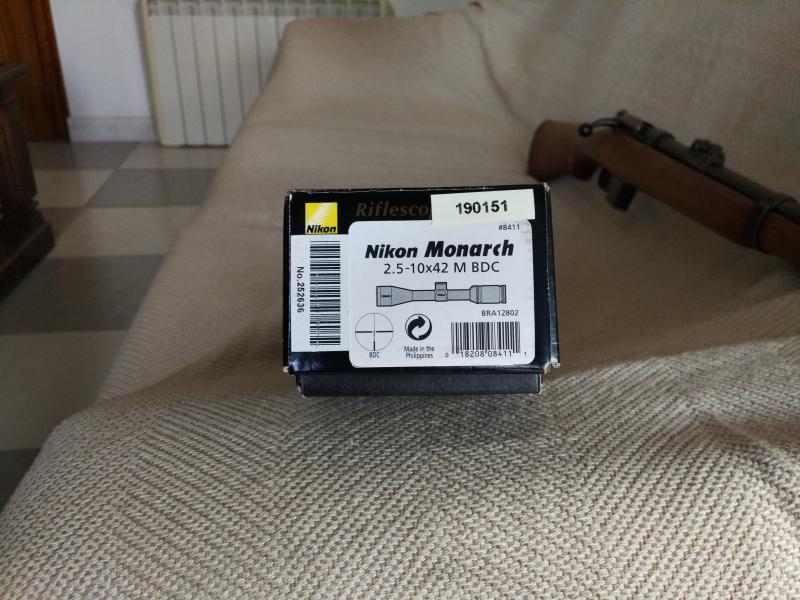 Riflesco
190151
Nikon
#8411
Nikon Monarch
2.5-10x42 M BDC
No.252636
BRA12802
BDC
Made in the
Philippines
0 18208 08411 1